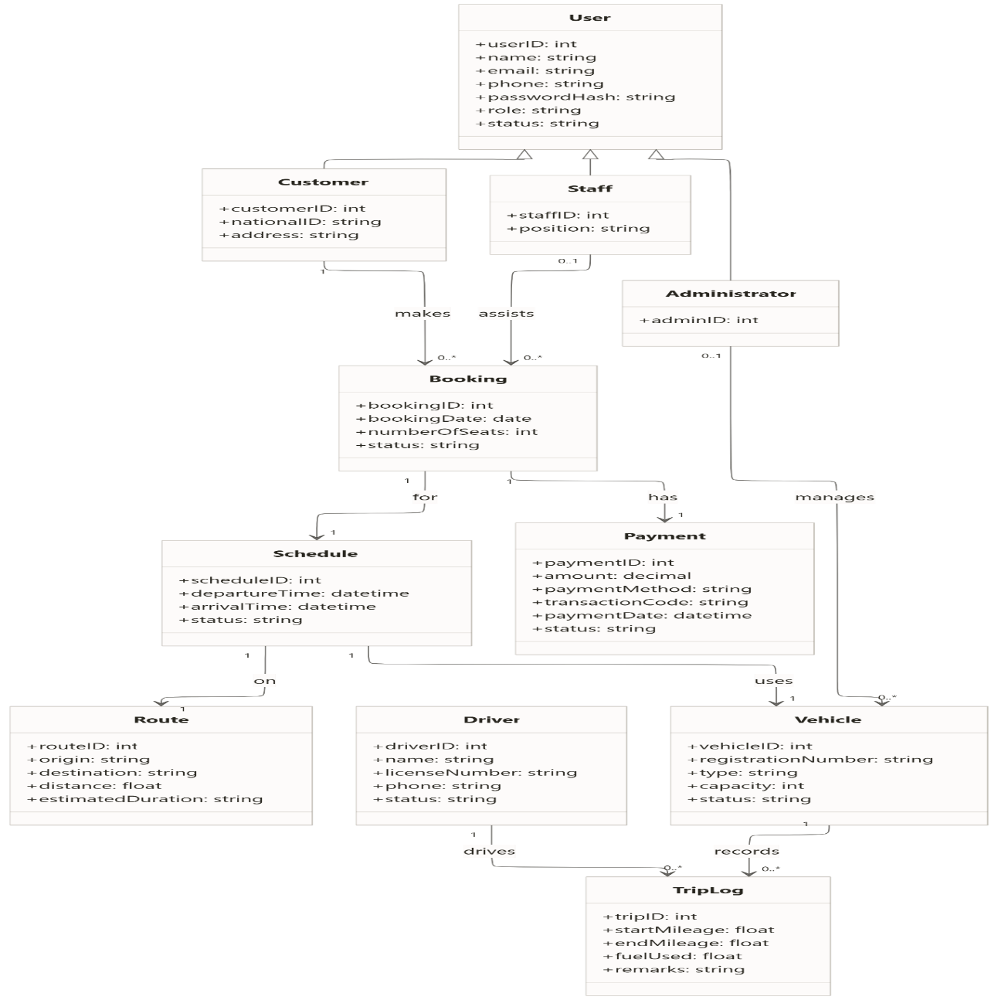 User
+userID: int
+name: string
+email: string
+phone: string
+passwordHash: string
+role: string
+status: string
Customer
+customerID: int
+nationalID: string
+address: string
Staff
+staffID: int
+position: string
1
0..1
Administrator
+adminID: int
makes
assists
0..1
0..*
0..*
Booking
+bookingID: int
+bookingDate: date
+numberOfSeats: int
+status: string
1
1
for
has
manages
1
1
Schedule
+scheduleID: int
+departureTime: datetime
+arrivalTime: datetime
+status: string
Payment
+paymentID: int
+amount: decimal
+paymentMethod: string
+transactionCode: string
+paymentDate: datetime
+status: string
1
1
on
uses
1
1
0..*
Route
+routeID: int
+origin: string
+destination: string
+distance: float
+estimatedDuration: string
Driver
+driverID: int
+name: string
+licenseNumber: string
+phone: string
+status: string
Vehicle
+vehicleID: int
+registrationNumber: string
+type: string
+capacity: int
+status: string
1
1
drives
records
0..*
0..*
TripLog
+tripID: int
+startMileage: float
+endMileage: float
+fuelUsed: float
+remarks: string